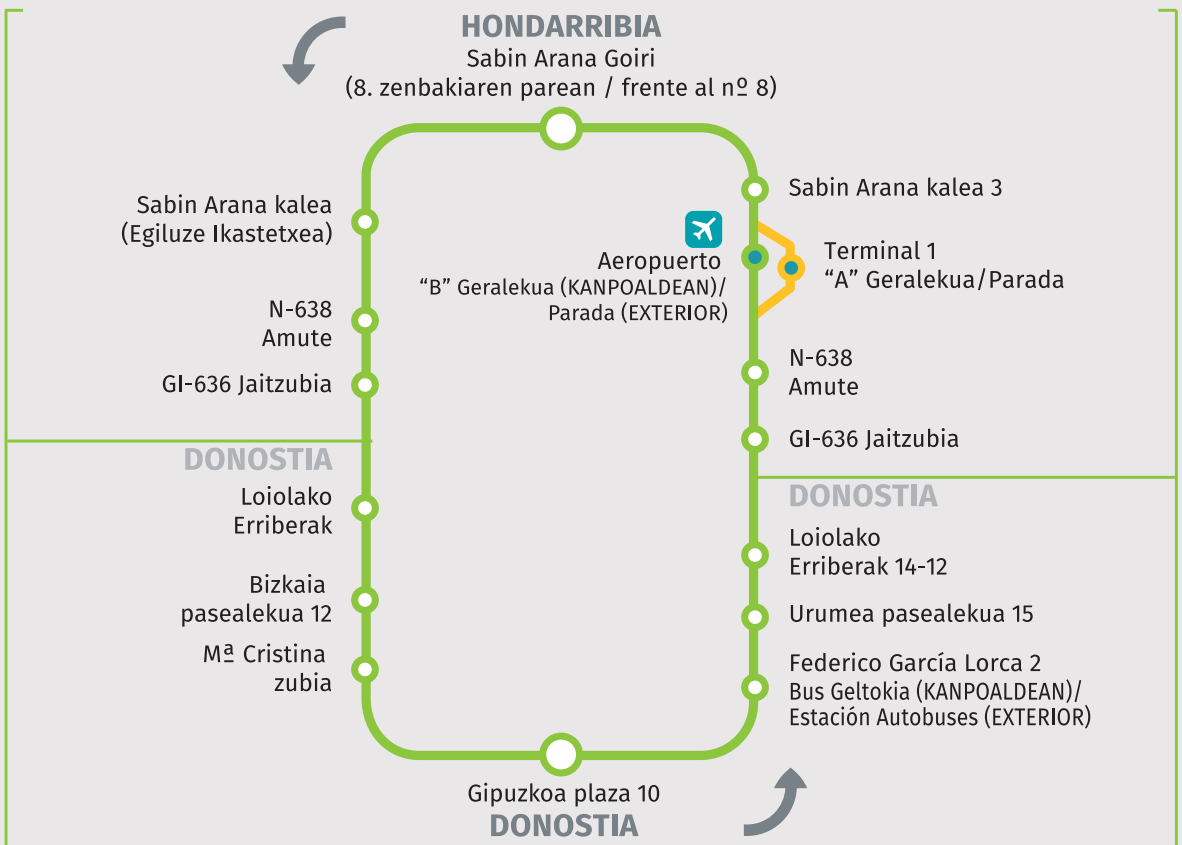 HONDARRIBIA
Sabin Arana Goiri
(8. zenbakiaren parean / frente al nº 8)
Sabin Arana kalea
(Egiluze Ikastetxea)
N-638
Amute
GI-636 Jaitzubia
DONOSTIA
Loiolako
Erriberak
Bizkaia
pasealekua 12
Mª Cristina
zubia
Sabin Arana kalea 3
Aeropuerto
“B” Geralekua (KANPOALDEAN)/
Parada (EXTERIOR)
Terminal 1
“A” Geralekua/Parada
N-638
Amute
GI-636 Jaitzubia
DONOSTIA
Loiolako
Erriberak 14-12
Urumea pasealekua 15
Federico García Lorca 2
Bus Geltokia (KANPOALDEAN)/
Estación Autobuses (EXTERIOR)
Gipuzkoa plaza 10
DONOSTIA